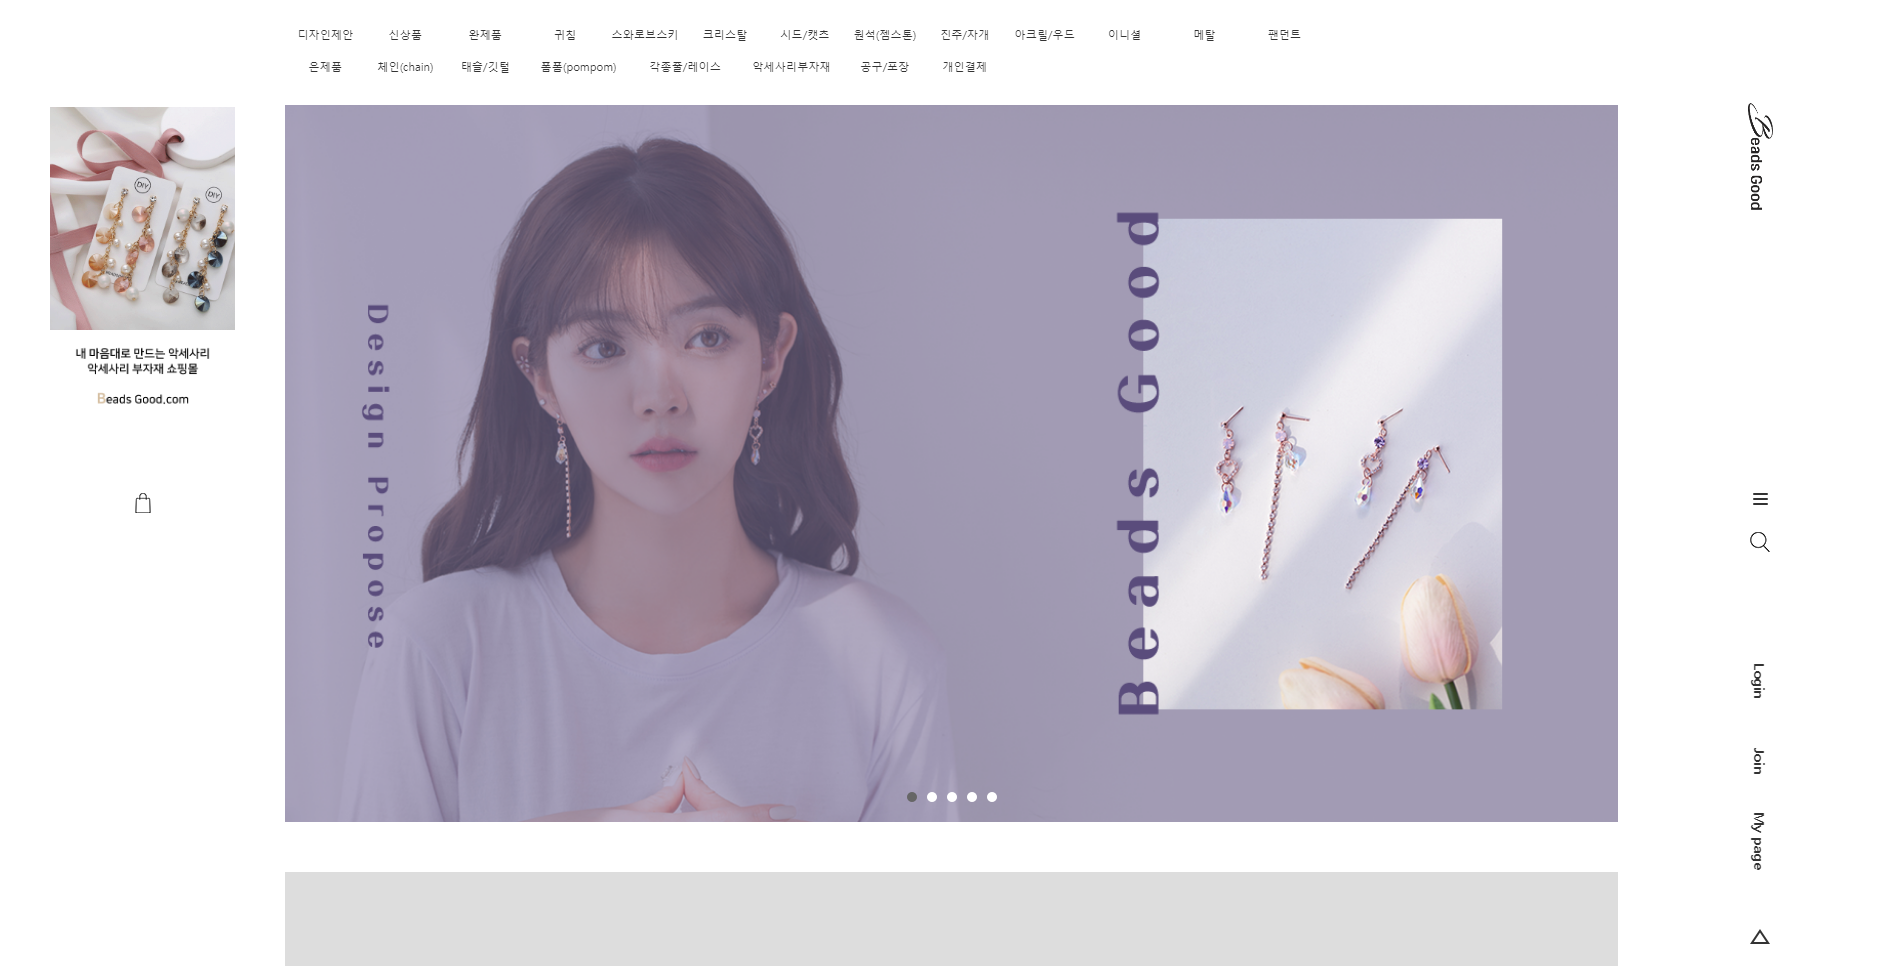 디자인제안 신상품 완제품 귀침 스와로브스키 크리스탈 시드/캣츠 원석(젬스톤) 진주/자개 아크릴/우드 이니셜 메탈 팬던트
은제품 체인(chain) 태슬/깃털 폼폼(pompom) 각종줄/레이스 악세사리부자재 공구/포장 개인결제
DIY
DIY
내 마음대로 만드는 악세사리
악세사리 부자재 쇼핑몰
Beads Good.com
Design Propose
Beads Good
Beads Good
Login
Join
My page